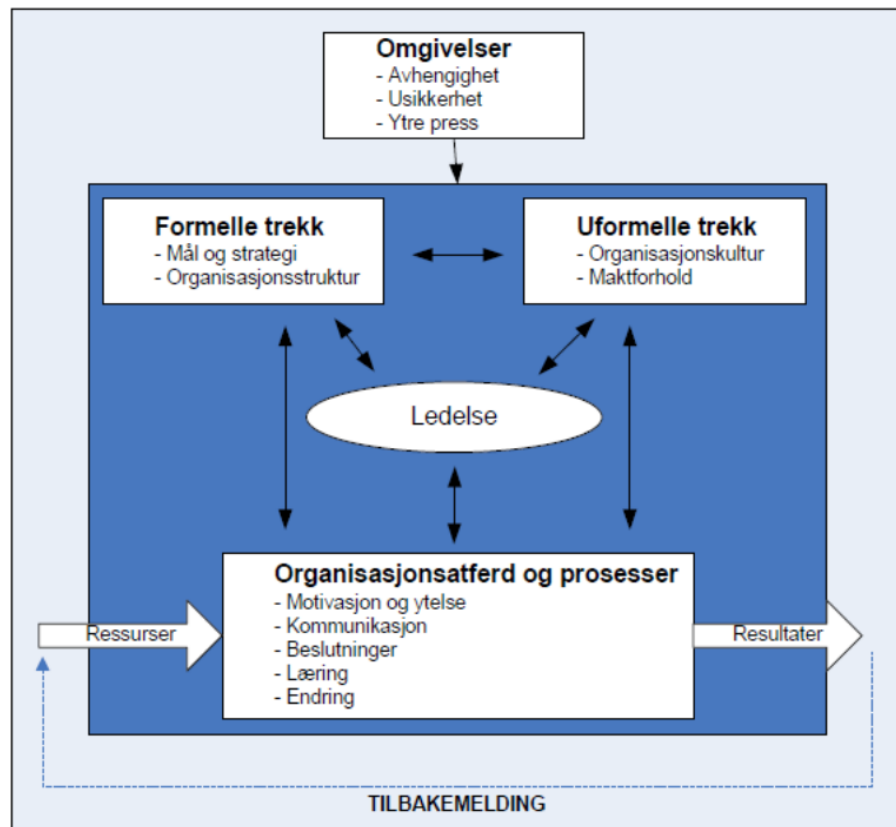 Omgivelser
- Avhengighet
- Usikkerhet
- Ytre press
Formelle trekk
- Mål og strategi
- Organisasjonsstruktur
Uformelle trekk
- Organisasjonskultur
- Maktforhold
Ledelse
Organisasjonsatferd og prosesser
- Motivasjon og ytelse
- Kommunikasjon
- Beslutninger
- Læring
- Endring
Ressurser
Resultater
TILBAKEMELDING